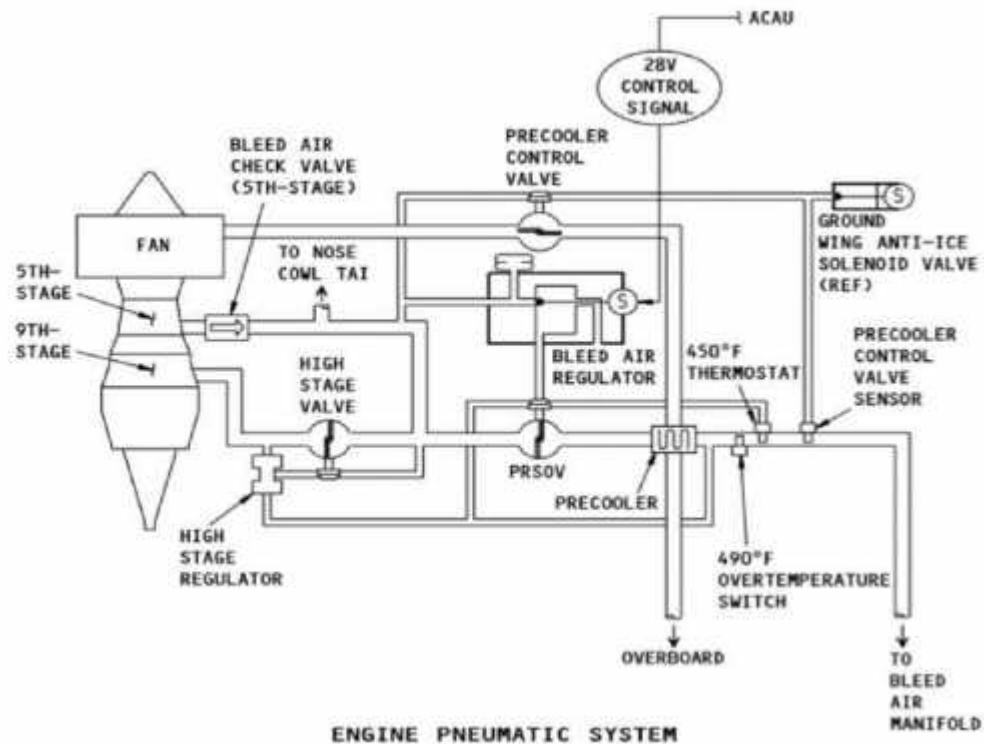 ACAU
28V
CONTROL
SIGNAL
PRECOOLER
CONTROL
VALVE
BLEED AIR
CHECK VALVE
(5TH-STAGE)
S
GROUND
WING ANTI-ICE
SOLENOID VALVE
(REF)
FAN
TO NOSE
COWL TAI
5TH-
STAGE
9TH-
STAGE
S
BLEED AIR
REGULATOR
450°F
THERMOSTAT
PRECOOLER
CONTROL
VALVE
SENSOR
HIGH
STAGE
VALVE
PRSOV
PRECOOLER
HIGH
STAGE
REGULATOR
490°F
OVERTEMPERATURE
SWITCH
OVERBOARD
TO
BLEED
AIR
MANIFOLD
ENGINE PNEUMATIC SYSTEM